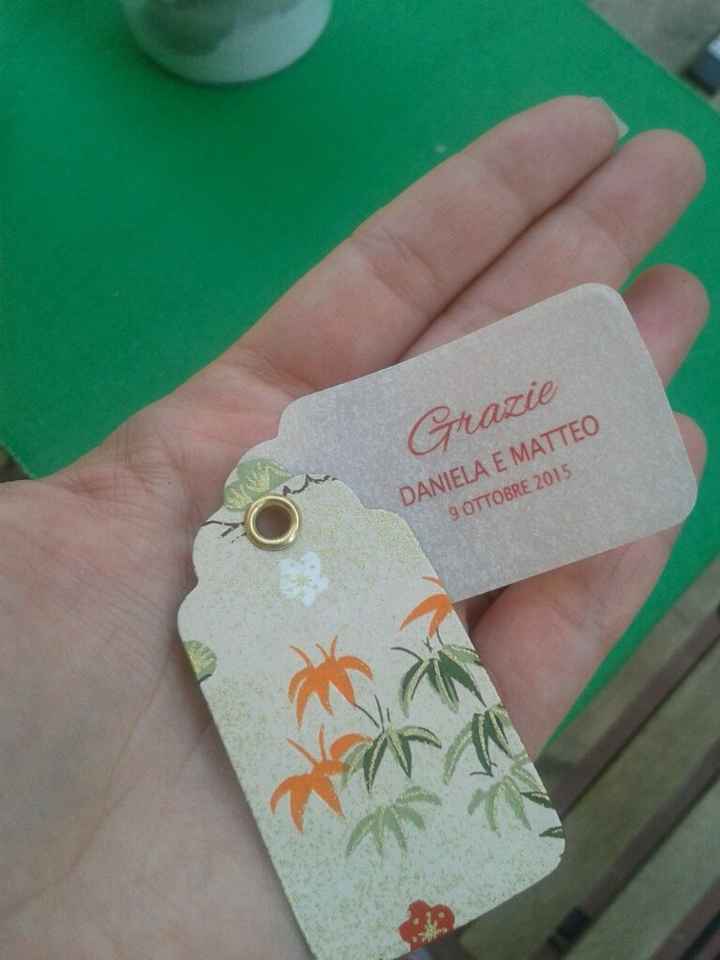 Grazie
DANIELA E MATTEO
9 OTTOBRE 2015